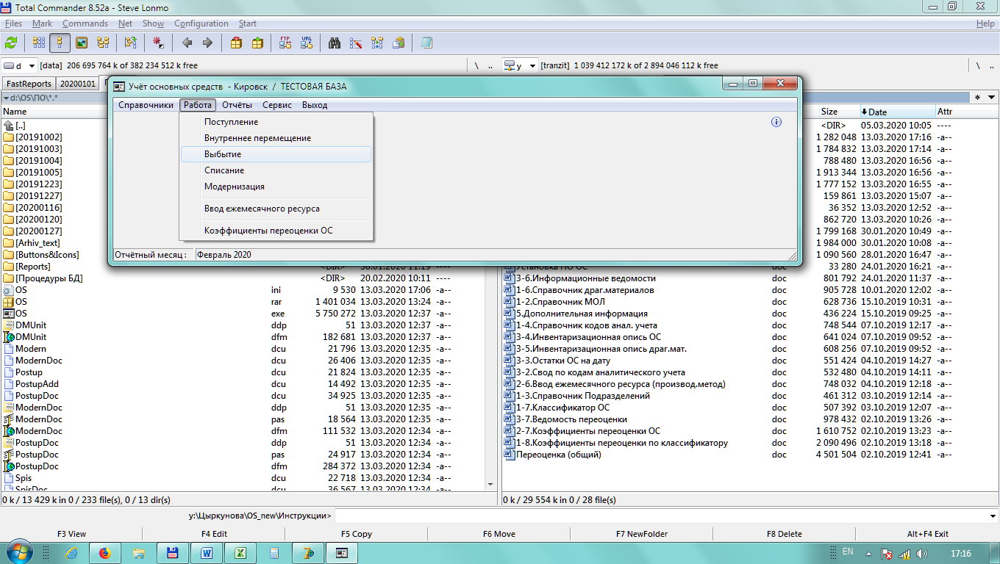 Total Commander 8.52a - Steve Lonmo
Files Mark Commands Net Show Configuration Start Help
FTP URL
d [data] 206 695 764 k of 382 234 512 k free \ ..
y [tranzit] 1 039 412 172 k of 2 894 046 112 k free \ ..
FastReports 20200101
Учёт основных средств - Кировск / ТЕСТОВАЯ БАЗА
Справочники Работа Отчёты Сервис Выход
Поступление
Внутреннее перемещение
Выбытие
Списание
Модернизация
Ввод ежемесячного ресурса
Коэффициенты переоценки ОС
Отчётный месяц : Февраль 2020
d:\OS\ПО\*.*
Name
[..]
[20191002]
[20191003]
[20191004]
[20191005]
[20191223]
[20191227]
[20200116]
[20200120]
[20200127]
[Arhiv_text]
[Buttons&Icons]
[Reports] <DIR> 30.01.2020 11:19 ----
[Процедуры БД] <DIR> 20.02.2020 10:11 ----
OS ini 9 530 13.03.2020 17:06 -a--
OS rar 1 401 034 13.03.2020 13:24 -a--
OS exe 5 750 272 13.03.2020 12:37 -a--
DMUnit ddp 51 13.03.2020 12:37 -a--
DMUnit dfm 182 681 13.03.2020 12:37 -a--
Modern dcu 21 796 13.03.2020 12:35 -a--
ModernDoc dcu 26 406 13.03.2020 12:35 -a--
Postup dcu 21 824 13.03.2020 12:35 -a--
PostupAdd dcu 14 492 13.03.2020 12:35 -a--
PostupDoc dcu 34 925 13.03.2020 12:35 -a--
ModernDoc ddp 51 13.03.2020 12:35 -a--
ModernDoc pas 18 564 13.03.2020 12:35 -a--
ModernDoc dfm 111 532 13.03.2020 12:34 -a--
PostupDoc ddp 51 13.03.2020 12:34 -a--
PostupDoc pas 24 917 13.03.2020 12:34 -a--
PostupDoc dfm 284 372 13.03.2020 12:34 -a--
Spis dcu 22 718 13.03.2020 12:34 -a--
SpisDoc dcu 36 567 13.03.2020 12:34 -a--
0 k / 13 429 k in 0 / 233 file(s), 0 / 13 dir(s)
Size Date Attr
<DIR> 05.03.2020 10:05 ----
1 282 048 13.03.2020 17:16 -a--
1 784 832 13.03.2020 17:14 -a--
788 480 13.03.2020 16:56 -a--
1 913 344 13.03.2020 16:56 -a--
1 777 152 13.03.2020 16:55 -a--
159 861 13.03.2020 15:07 -a--
36 352 13.03.2020 12:52 -a--
862 720 13.03.2020 10:26 -a--
1 799 168 30.01.2020 10:49 -a--
1 984 000 30.01.2020 10:08 -a--
1 090 560 28.01.2020 16:47 -a--
Установка ПО ОС doc 33 280 24.01.2020 16:21 -a--
3-6.Информационные ведомости doc 801 792 24.01.2020 11:37 -a--
1-6.Справочник драг.материалов doc 905 728 10.01.2020 12:02 -a--
1-2.Справочник МОЛ doc 628 736 15.10.2019 10:31 -a--
5.Дополнительная информация doc 436 224 15.10.2019 09:25 -a--
1-4.Справочник кодов анал. учета doc 748 544 07.10.2019 12:17 -a--
3-4.Инвентаризационная опись ОС doc 641 024 07.10.2019 09:52 -a--
3-5.Инвентаризационная опись драг.мат. doc 608 256 07.10.2019 09:52 -a--
3-3.Остатки ОС на дату doc 551 424 04.10.2019 14:27 -a--
3-2.Свод по кодам аналитического учета doc 532 480 04.10.2019 14:11 -a--
2-6.Ввод ежемесячного ресурса (производ.метод) doc 748 032 04.10.2019 12:18 -a--
1-3.Справочник Подразделений doc 461 312 03.10.2019 12:14 -a--
1-7.Классификатор ОС doc 507 392 03.10.2019 12:07 -a--
3-7.Ведомость переоценки doc 978 432 02.10.2019 13:26 -a--
2-7.Коэффициенты переоценки ОС doc 1 610 752 02.10.2019 13:23 -a--
1-8.Коэффициенты переоценки по классификатору doc 2 090 496 02.10.2019 13:18 -a--
Переоценка (общий) doc 4 501 504 02.10.2019 12:41 -a--
0 k / 29 554 k in 0 / 28 file(s)
y:\Цыркунова\OS_new\Инструкции>
F3 View F4 Edit F5 Copy F6 Move F7 NewFolder F8 Delete Alt+F4 Exit
EN 17:16